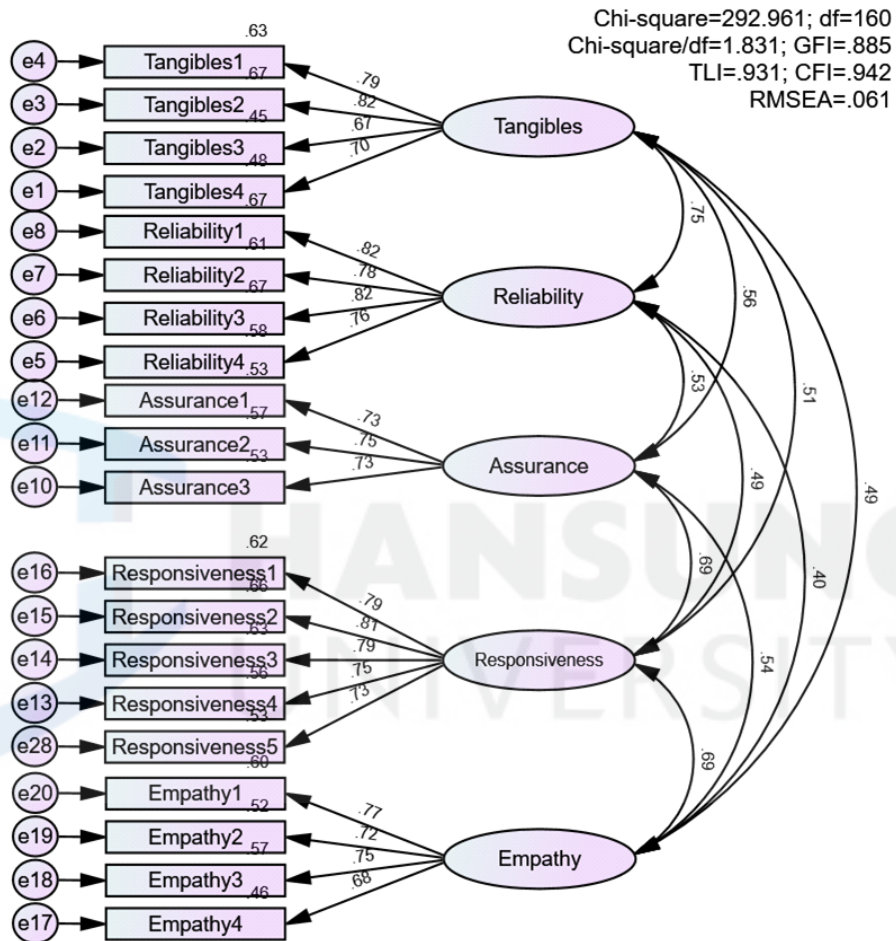 Chi-square=292.961; df=160
Chi-square/df=1.831; GFI=.885
TLI=.931; CFI=.942
RMSEA=.061
.63
e4 Tangibles1 .79
.67
e3 Tangibles2 .82
.45
e2 Tangibles3 .67
.48
e1 Tangibles4 .70
Tangibles
.67
e8 Reliability1 .82
.61
e7 Reliability2 .78
.67
e6 Reliability3 .82
.58
e5 Reliability4 .76
Reliability
.53
e12 Assurance1 .73
.57
e11 Assurance2 .75
.53
e10 Assurance3 .73
Assurance
.62
e16 Responsiveness1 .79
.66
e15 Responsiveness2 .81
.63
e14 Responsiveness3 .79
.56
e13 Responsiveness4 .75
.53
e28 Responsiveness5 .73
Responsiveness
.60
e20 Empathy1 .77
.52
e19 Empathy2 .72
.57
e18 Empathy3 .75
.46
e17 Empathy4 .68
Empathy
.75
.56
.51
.49
.53
.49
.40
.69
.54
.69
HANSUNG
UNIVERSITY